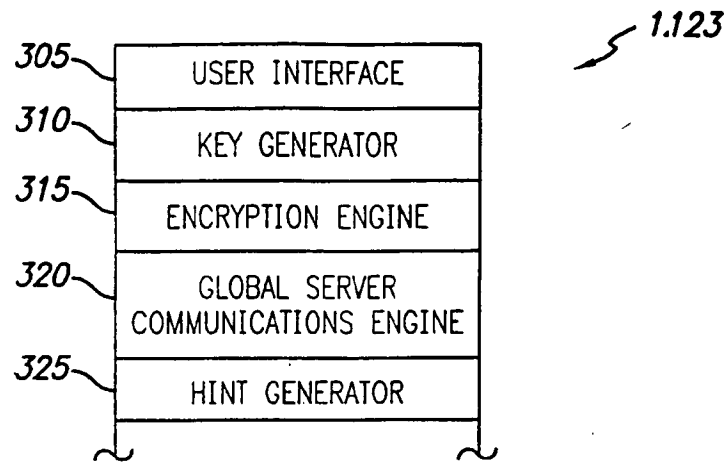 1.123
305 USER INTERFACE
310 KEY GENERATOR
315 ENCRYPTION ENGINE
320 GLOBAL SERVER
COMMUNICATIONS ENGINE
325 HINT GENERATOR